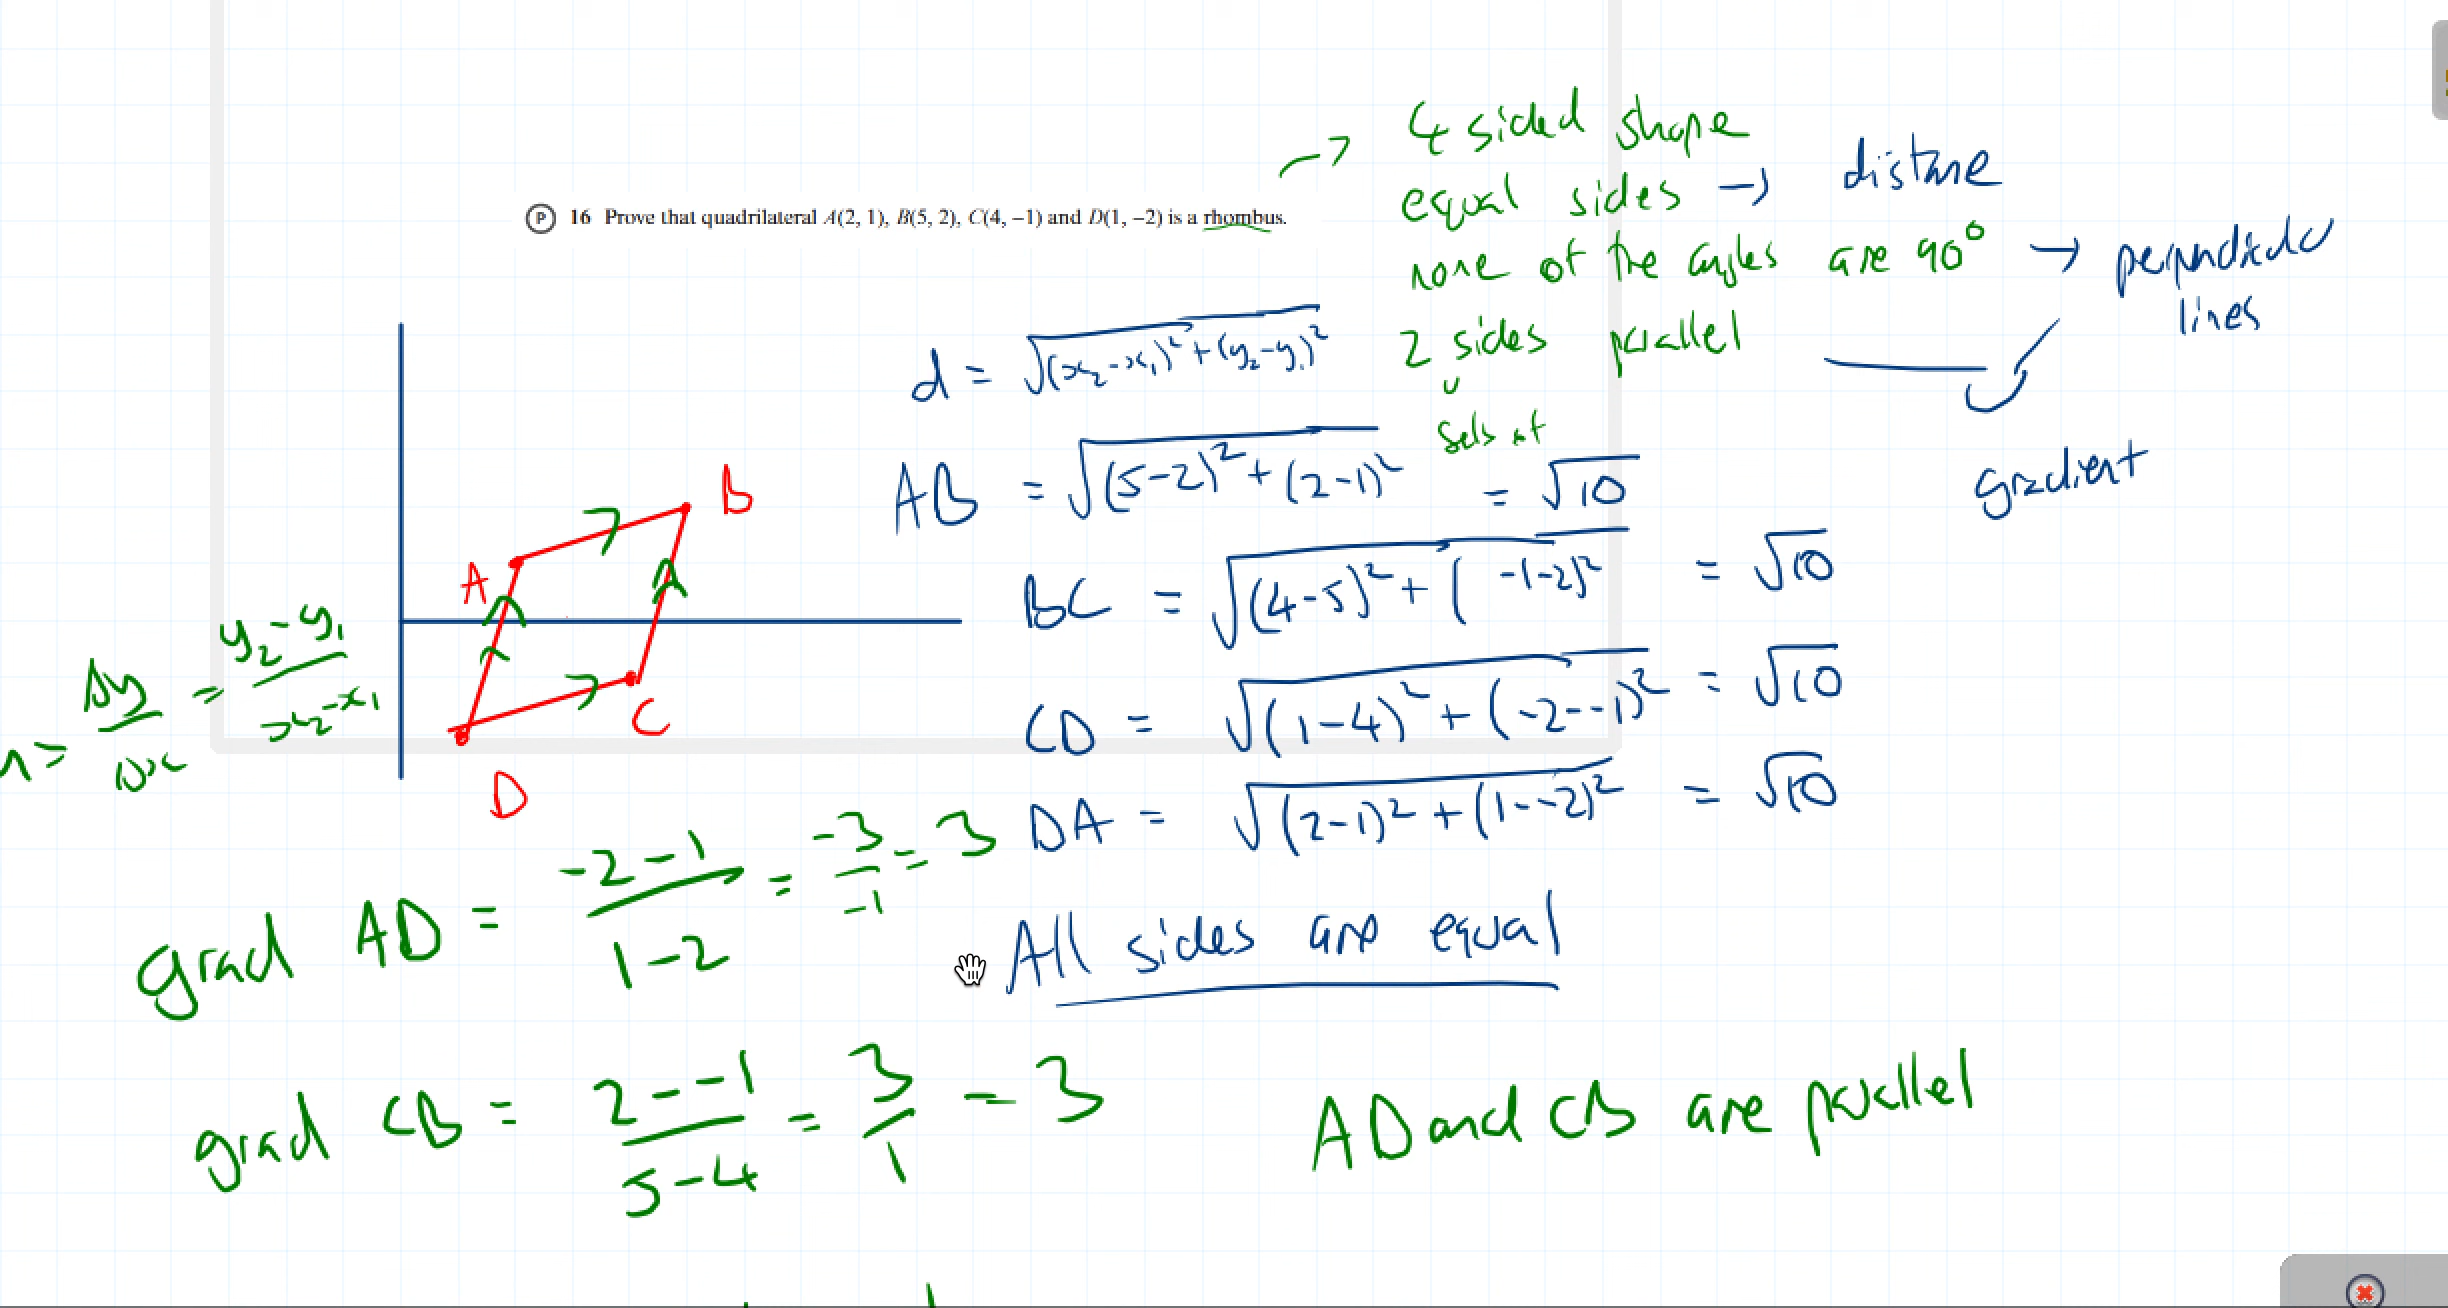 P 16 Prove that quadrilateral A(2, 1), B(5, 2), C(4, −1) and D(1, −2) is a rhombus.
→ 4 sided shape
equal sides → distance
none of the angles are 90° →
lines
2 sides parallel
sets of
gradient
d = √((x₂-x₁)²+(y₂-y₁)²)
AB = √((5-2)²+(2-1)²) = √10
BC = √((4-5)²+(-1-2)²) = √10
CD = √((1-4)²+(-2--1)²) = √10
DA = √((2-1)²+(1--2)²) = √10
All sides are equal
A
B
C
D
m = Δy/Δx = (y₂-y₁)/(x₂-x₁)
grad AD = (-2-1)/(1-2) = -3/-1 = 3
grad CB = (2--1)/(5-4) = 3/1 = 3
AD and CB are parallel